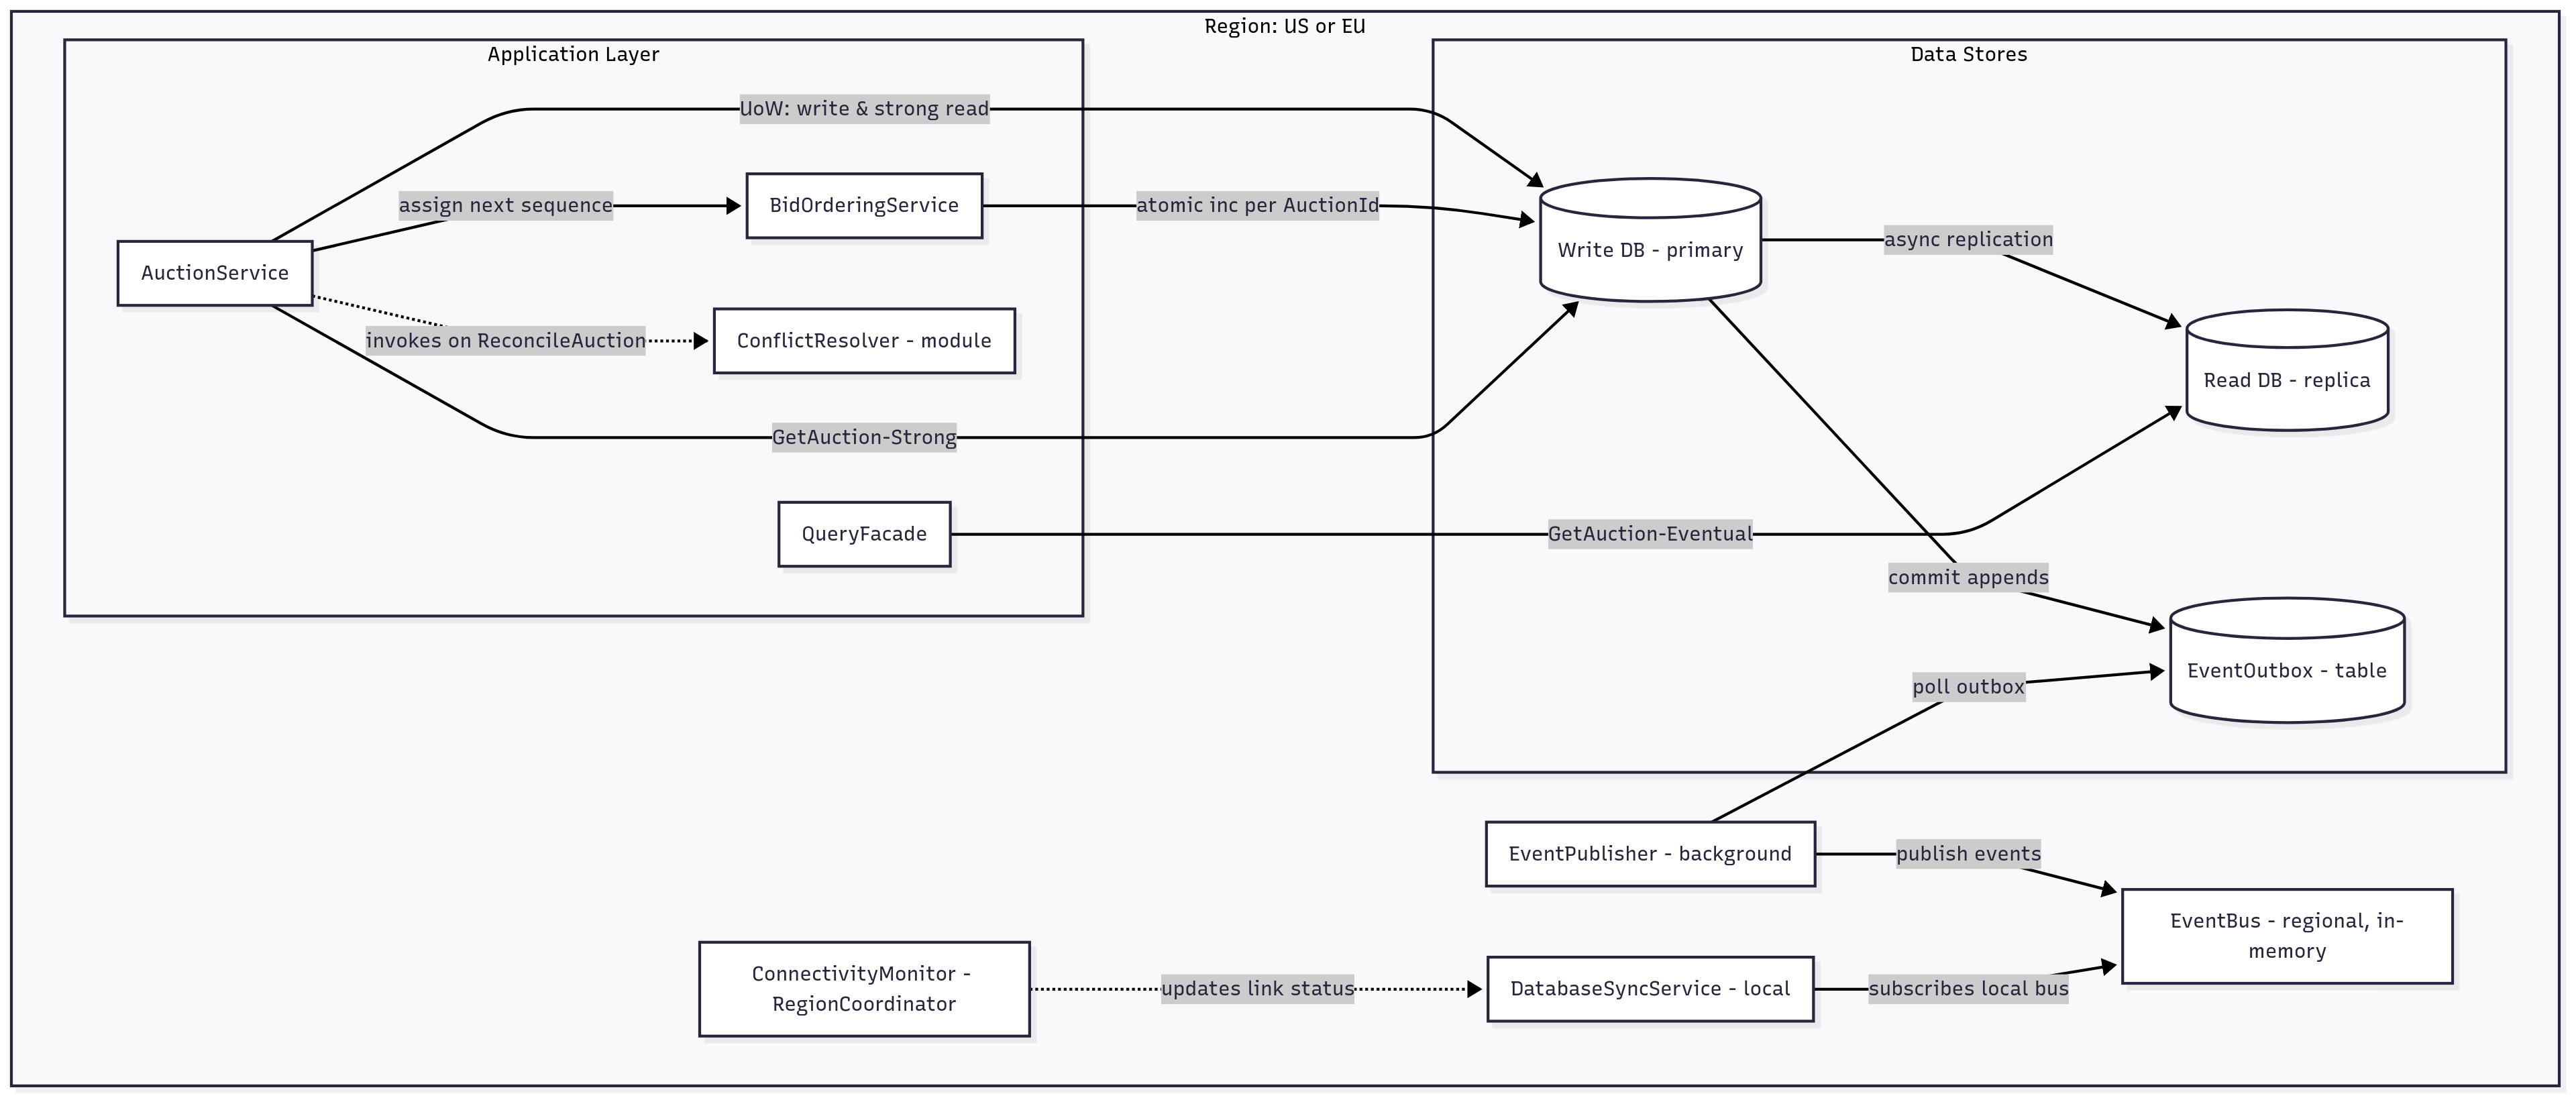 Region: US or EU
Application Layer
Data Stores
UoW: write & strong read
assign next sequence
BidOrderingService
atomic inc per AuctionId
Write DB - primary
async replication
AuctionService
invokes on ReconcileAuction
ConflictResolver - module
Read DB - replica
GetAuction-Strong
QueryFacade
GetAuction-Eventual
commit appends
EventOutbox - table
poll outbox
EventPublisher - background
publish events
EventBus - regional, in-
memory
ConnectivityMonitor -
RegionCoordinator
updates link status
DatabaseSyncService - local
subscribes local bus